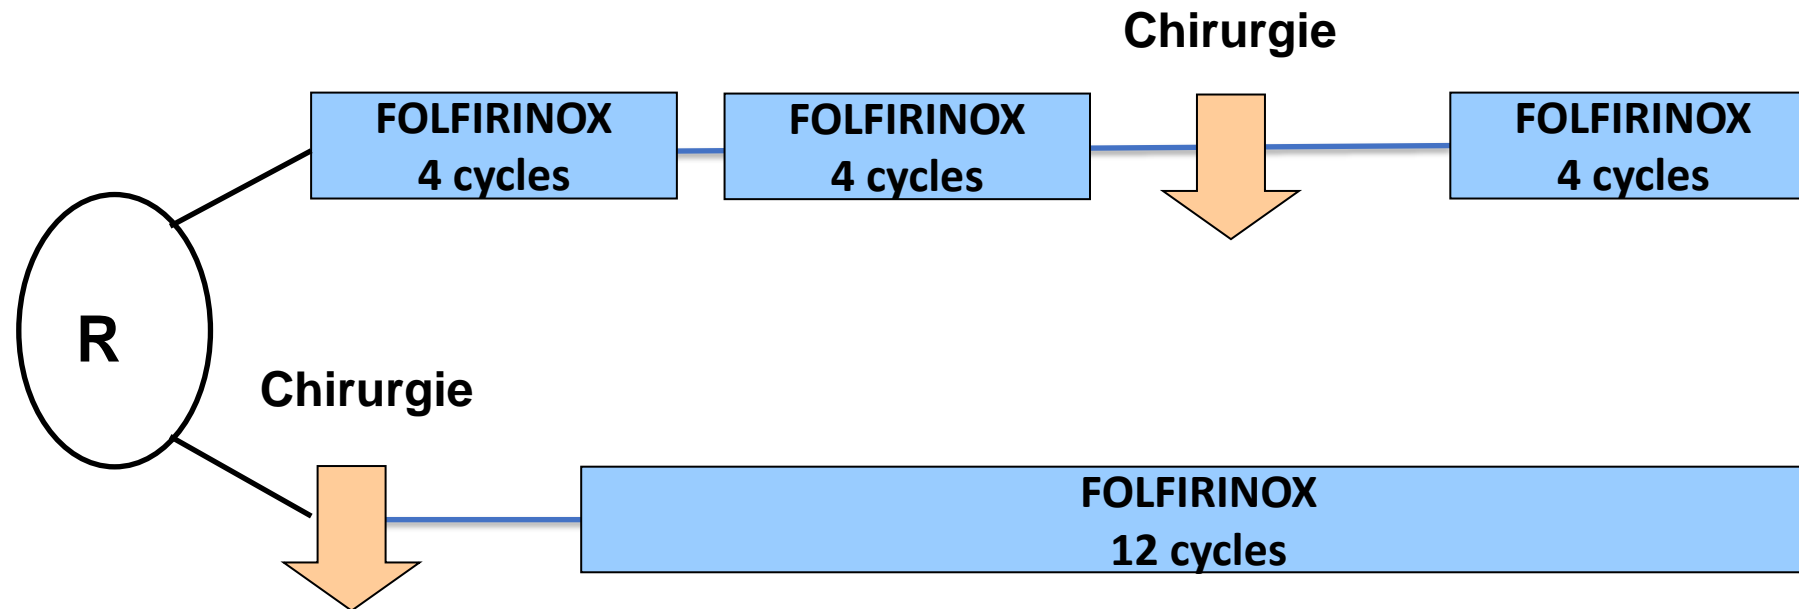 Chirurgie
FOLFIRINOX
4 cycles
FOLFIRINOX
4 cycles
FOLFIRINOX
4 cycles
R
Chirurgie
FOLFIRINOX
12 cycles